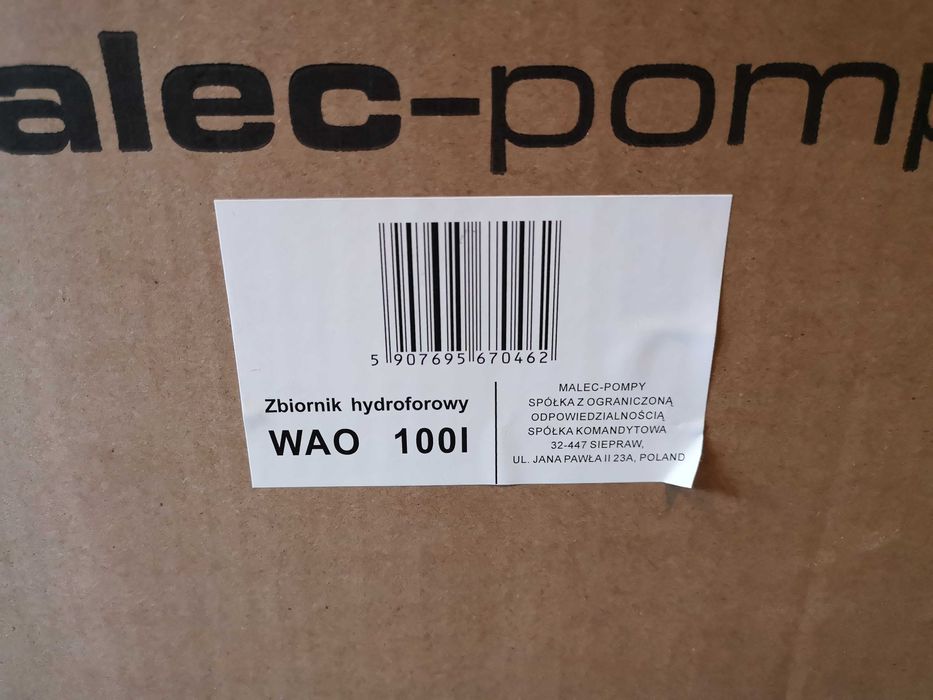 alec-pomp
5 907695 670462
Zbiornik hydroforowy
WAO 100l
MALEC-POMPY
SPÓŁKA Z OGRANICZONĄ
ODPOWIEDZIALNOŚCIĄ
SPÓŁKA KOMANDYTOWA
32-447 SIEPRAW,
UL. JANA PAWŁA II 23A, POLAND